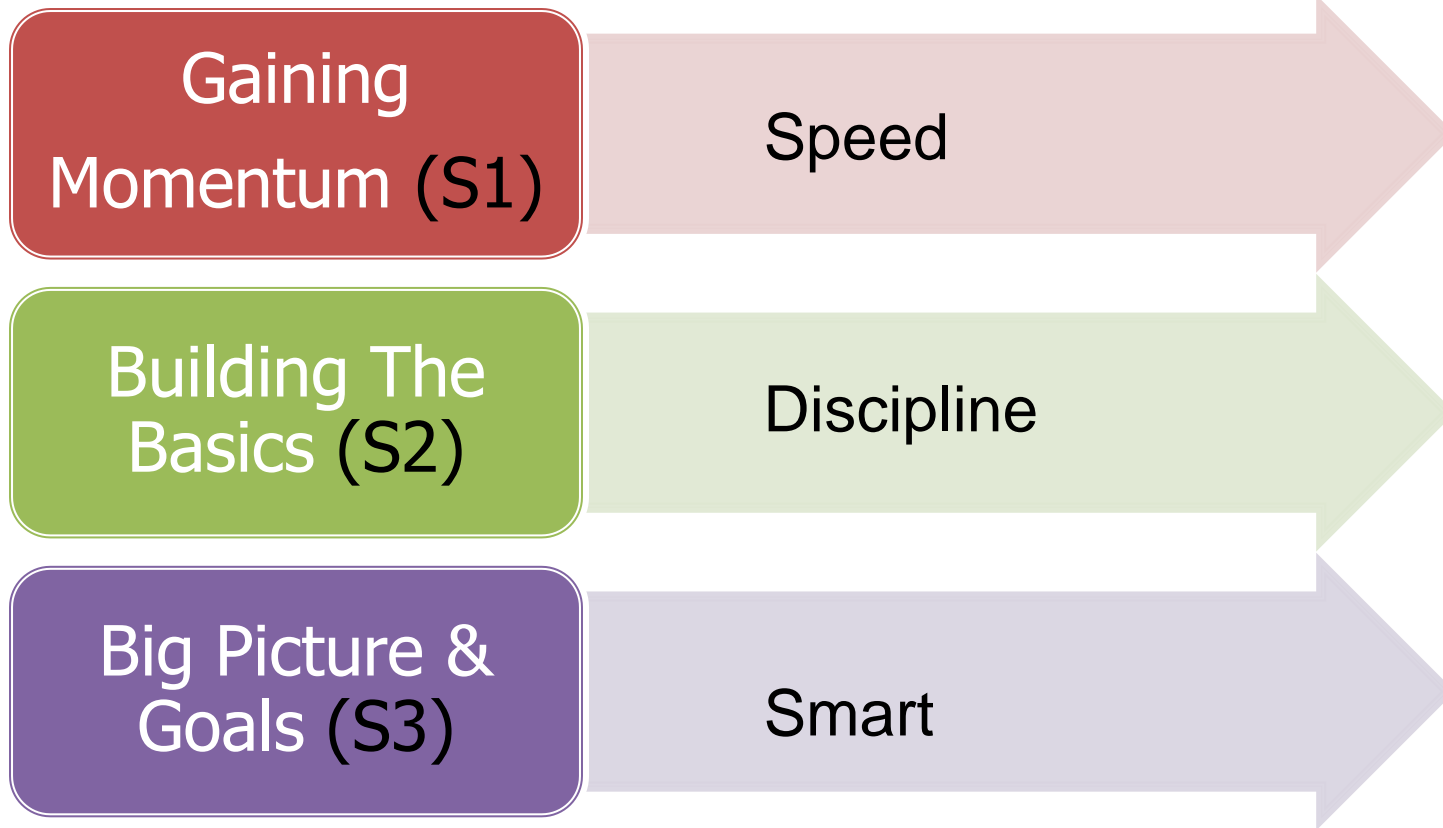 Gaining
Momentum (S1)
Speed
Building The
Basics (S2)
Discipline
Big Picture &
Goals (S3)
Smart